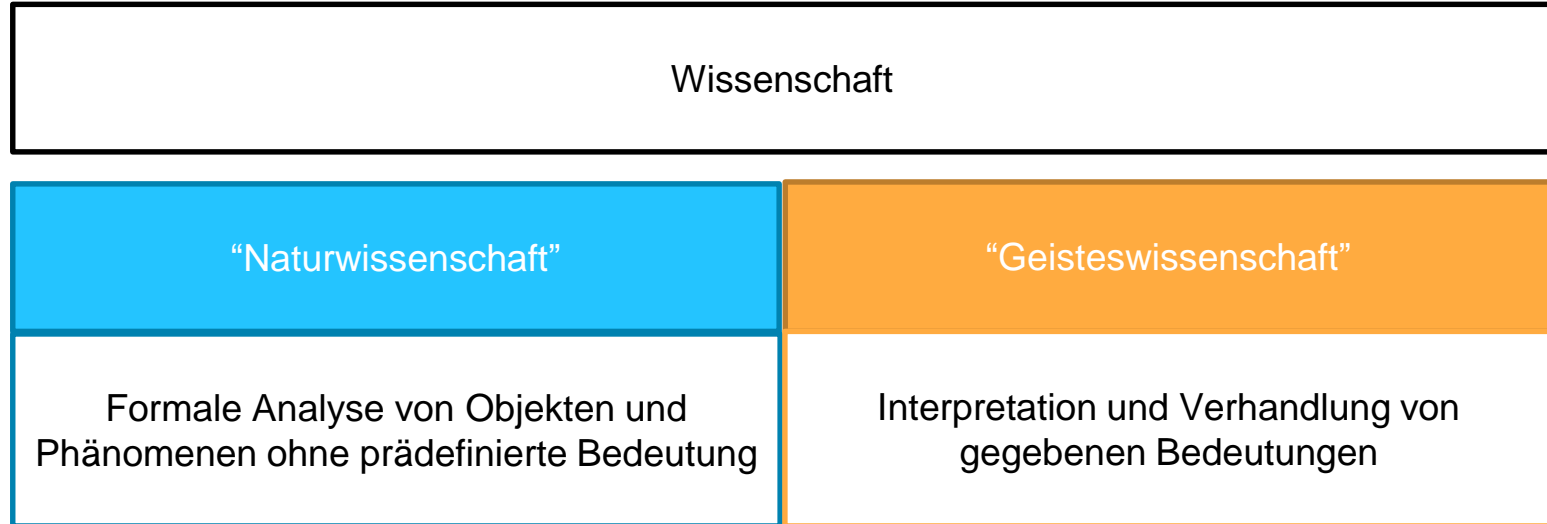 Wissenschaft
“Naturwissenschaft”
“Geisteswissenschaft”
Formale Analyse von Objekten und
Phänomenen ohne prädefinierte Bedeutung
Interpretation und Verhandlung von
gegebenen Bedeutungen